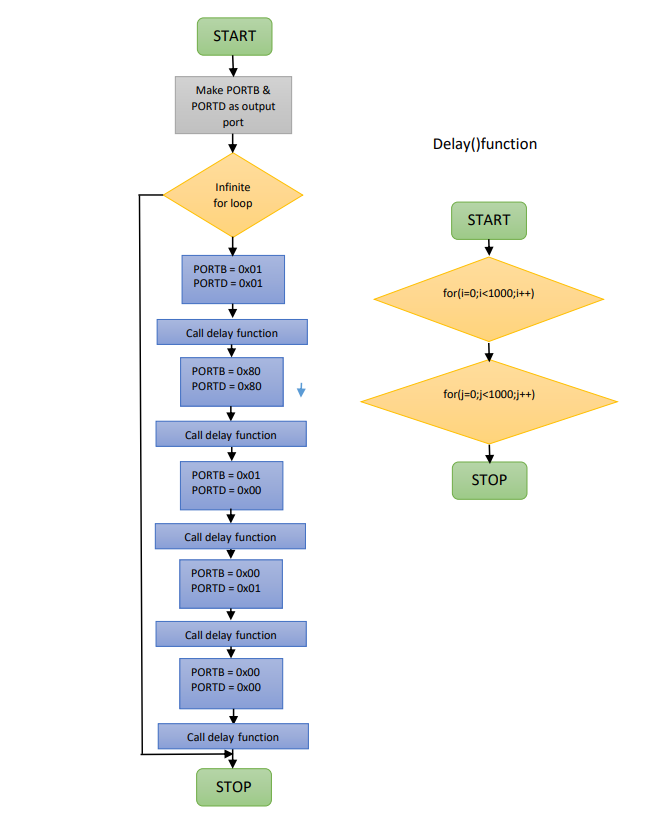 START
Make PORTB &
PORTD as output
port
Infinite
for loop
PORTB = 0x01
PORTD = 0x01
Call delay function
PORTB = 0x80
PORTD = 0x80
Call delay function
PORTB = 0x01
PORTD = 0x00
Call delay function
PORTB = 0x00
PORTD = 0x01
Call delay function
PORTB = 0x00
PORTD = 0x00
Call delay function
STOP
Delay()function
START
for(i=0;i<1000;i++)
for(j=0;j<1000;j++)
STOP